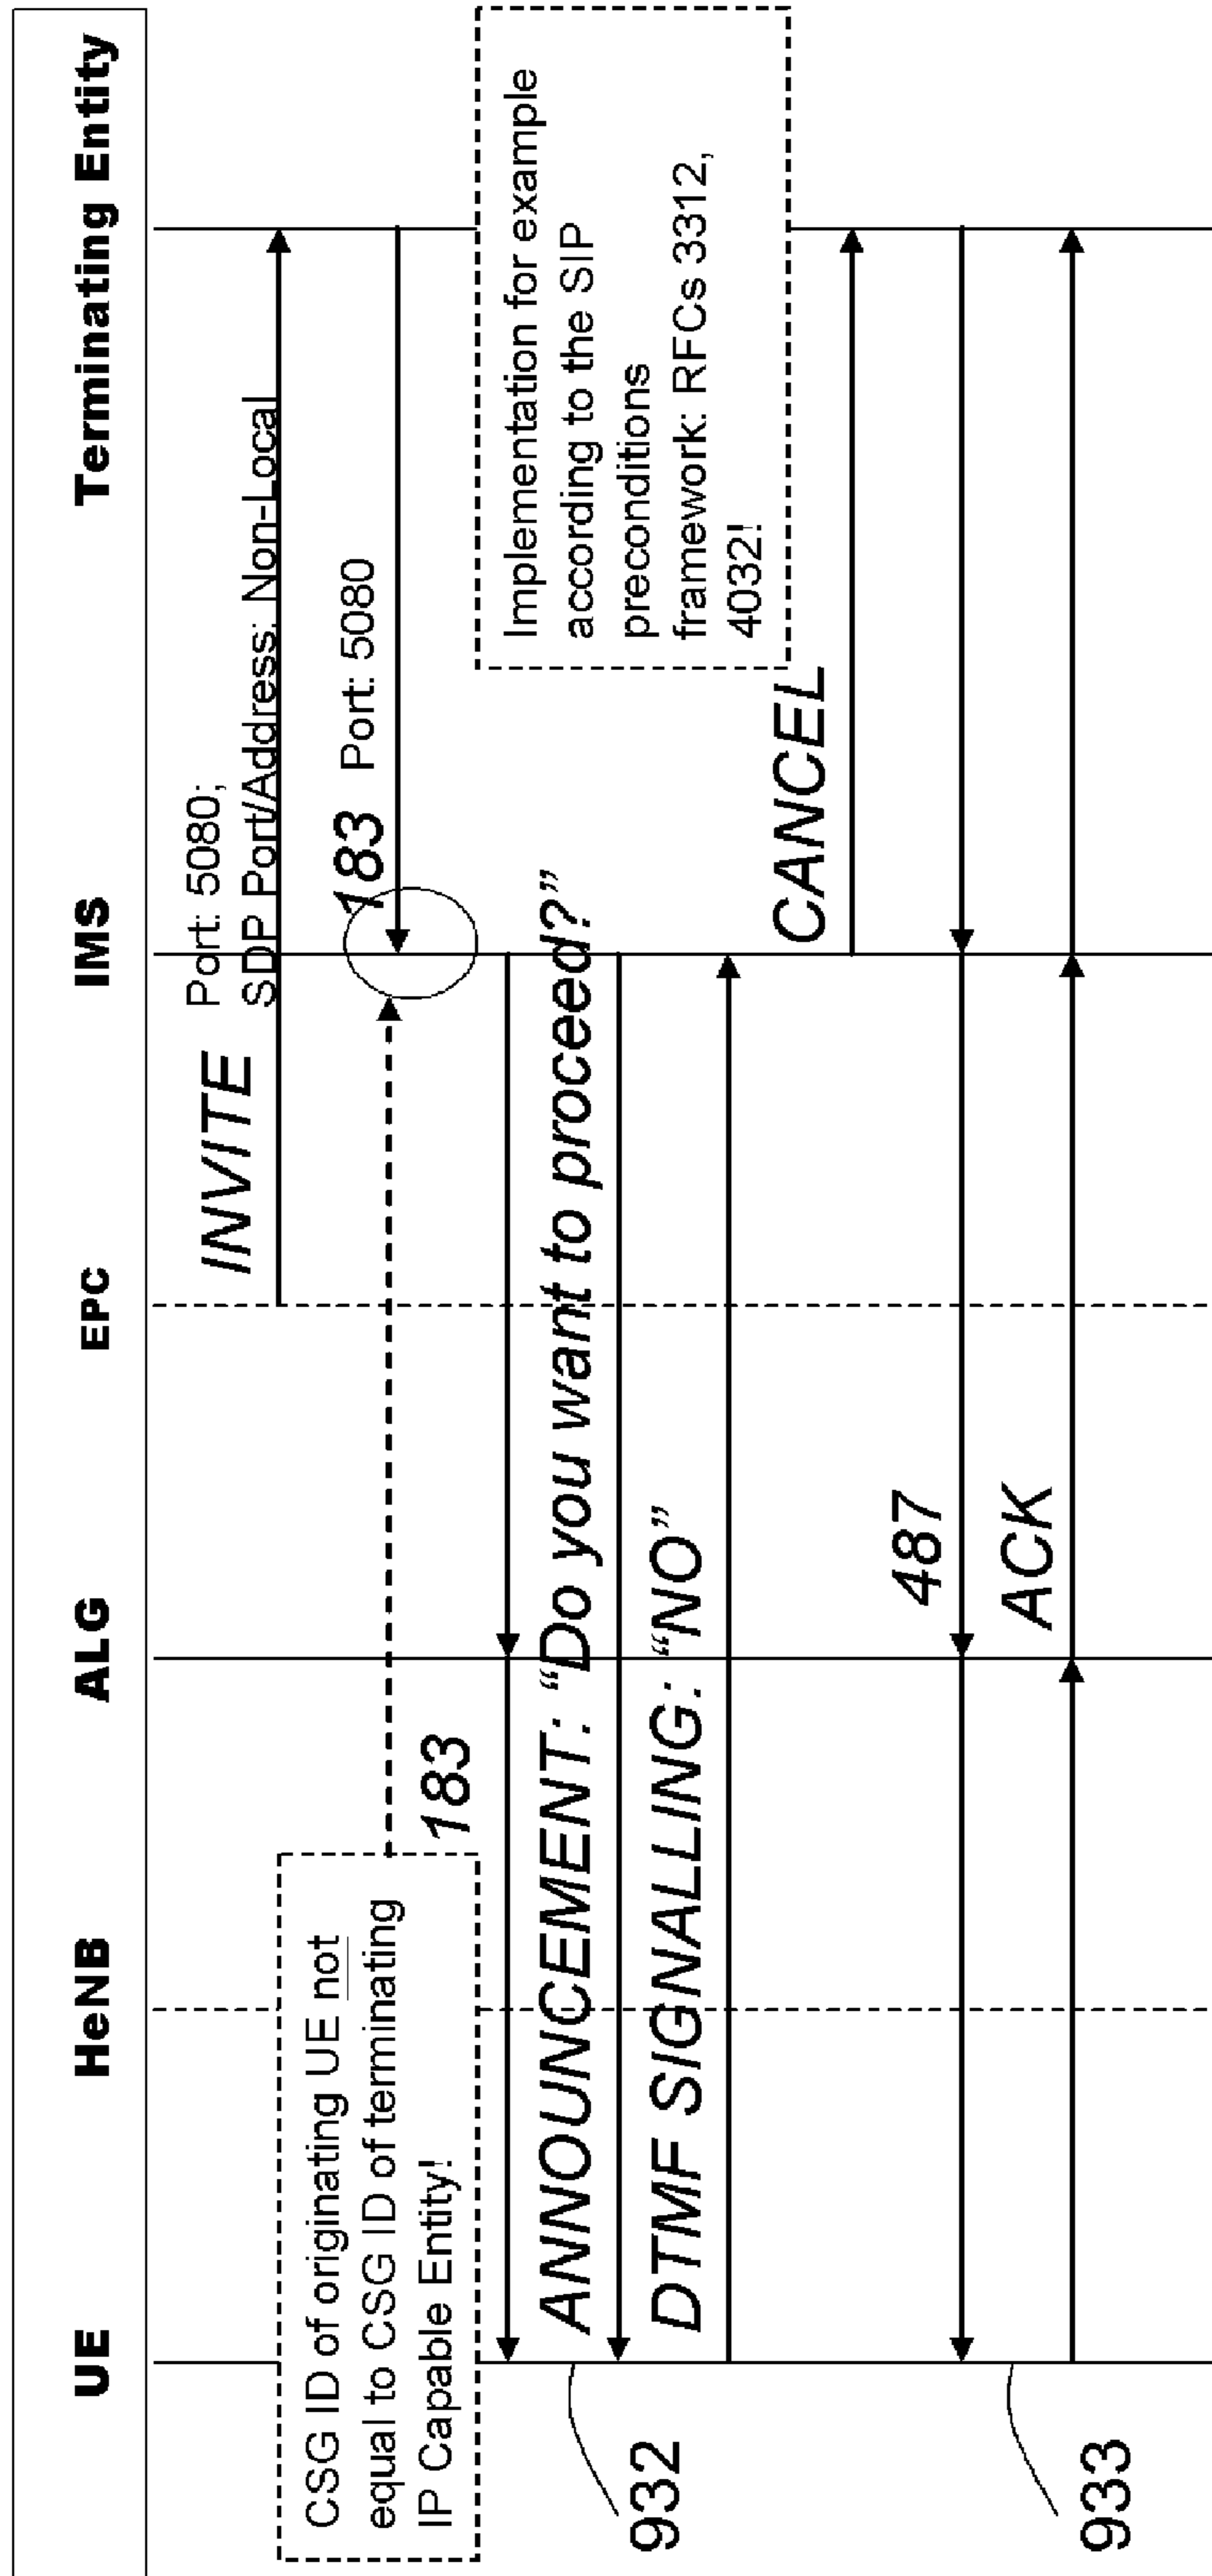 UE HeNB ALG EPC IMS Terminating Entity
Port: 5080;
INVITE
SDP Port/Address: Non-Local
CSG ID of originating UE not
equal to CSG ID of terminating
IP Capable Entity!
183 Port: 5080
183
Implementation for example
according to the SIP
preconditions
framework: RFCs 3312,
4032!
ANNOUNCEMENT: “Do you want to proceed?”
932
DTMF SIGNALLING: “NO”
CANCEL
487
ACK
933